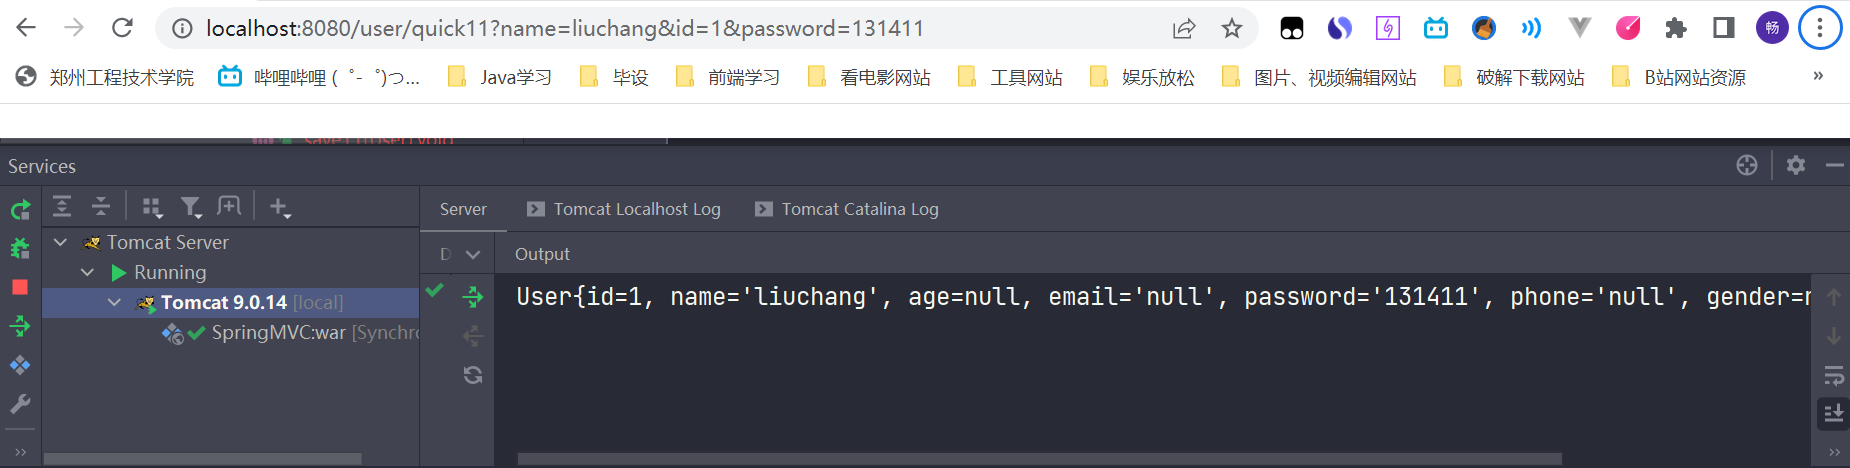 localhost:8080/user/quick11?name=liuchang&id=1&password=131411
畅
郑州工程技术学院 哔哩哔哩 ( ゜- ゜)つ... Java学习 毕设 前端学习 看电影网站 工具网站 娱乐放松 图片、视频编辑网站 破解下载网站 B站网站资源 »
Services
Server Tomcat Localhost Log Tomcat Catalina Log
Tomcat Server
D Output
Running
Tomcat 9.0.14 [local]
User{id=1, name='liuchang', age=null, email='null', password='131411', phone='null', gender=n
SpringMVC:war [Synchro